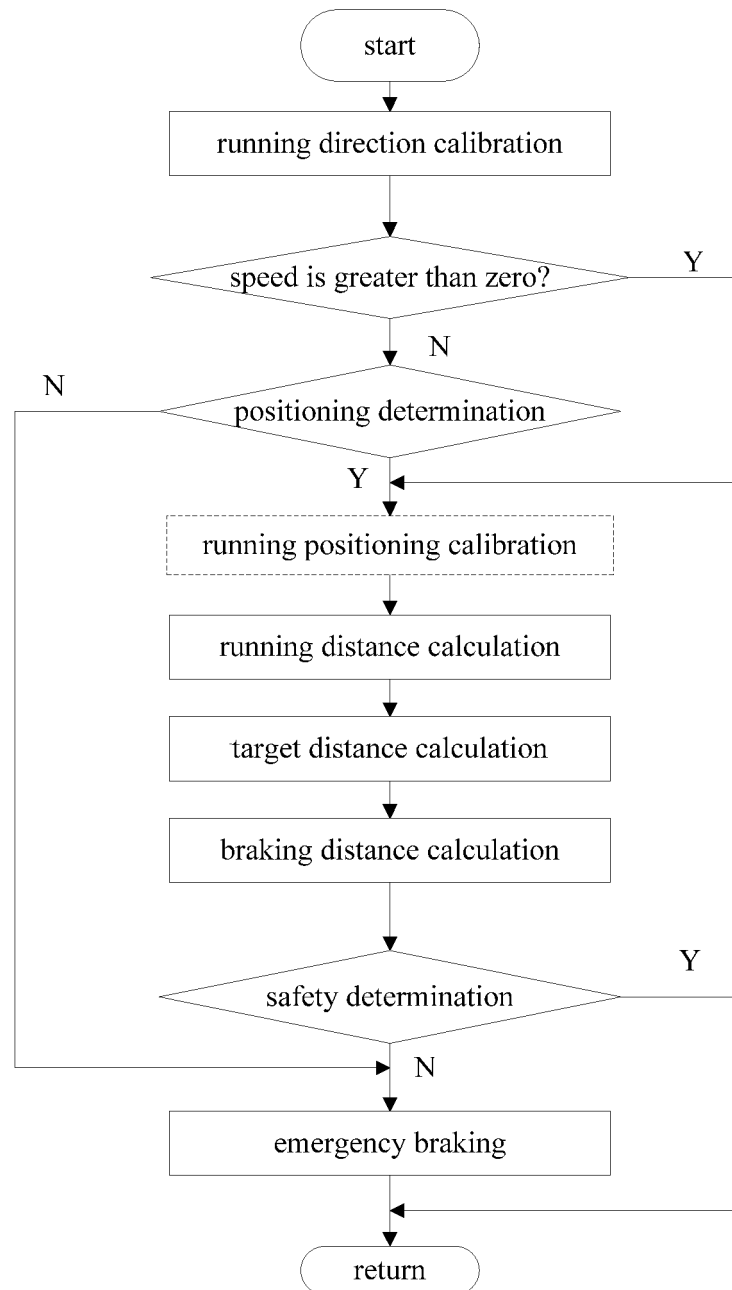 start
running direction calibration
speed is greater than zero?
Y
N
N
positioning determination
Y
running positioning calibration
running distance calculation
target distance calculation
braking distance calculation
Y
safety determination
N
emergency braking
return